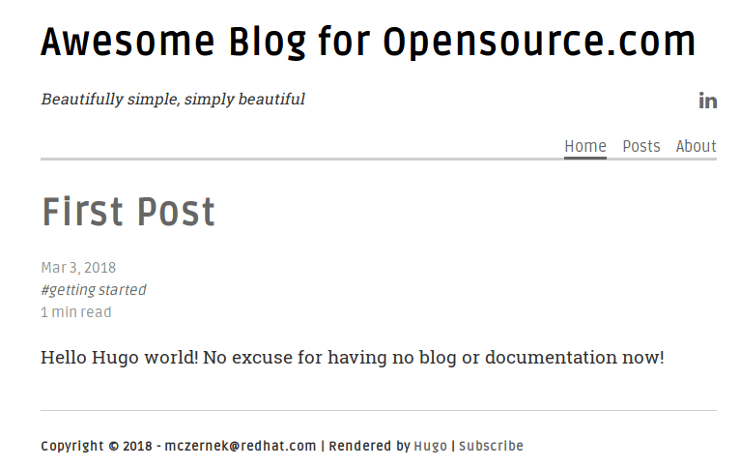 Awesome Blog for Opensource.com
Beautifully simple, simply beautiful
in
Home Posts About
First Post
Mar 3, 2018
#getting started
1 min read
Hello Hugo world! No excuse for having no blog or documentation now!
Copyright © 2018 - mczernek@redhat.com | Rendered by Hugo | Subscribe